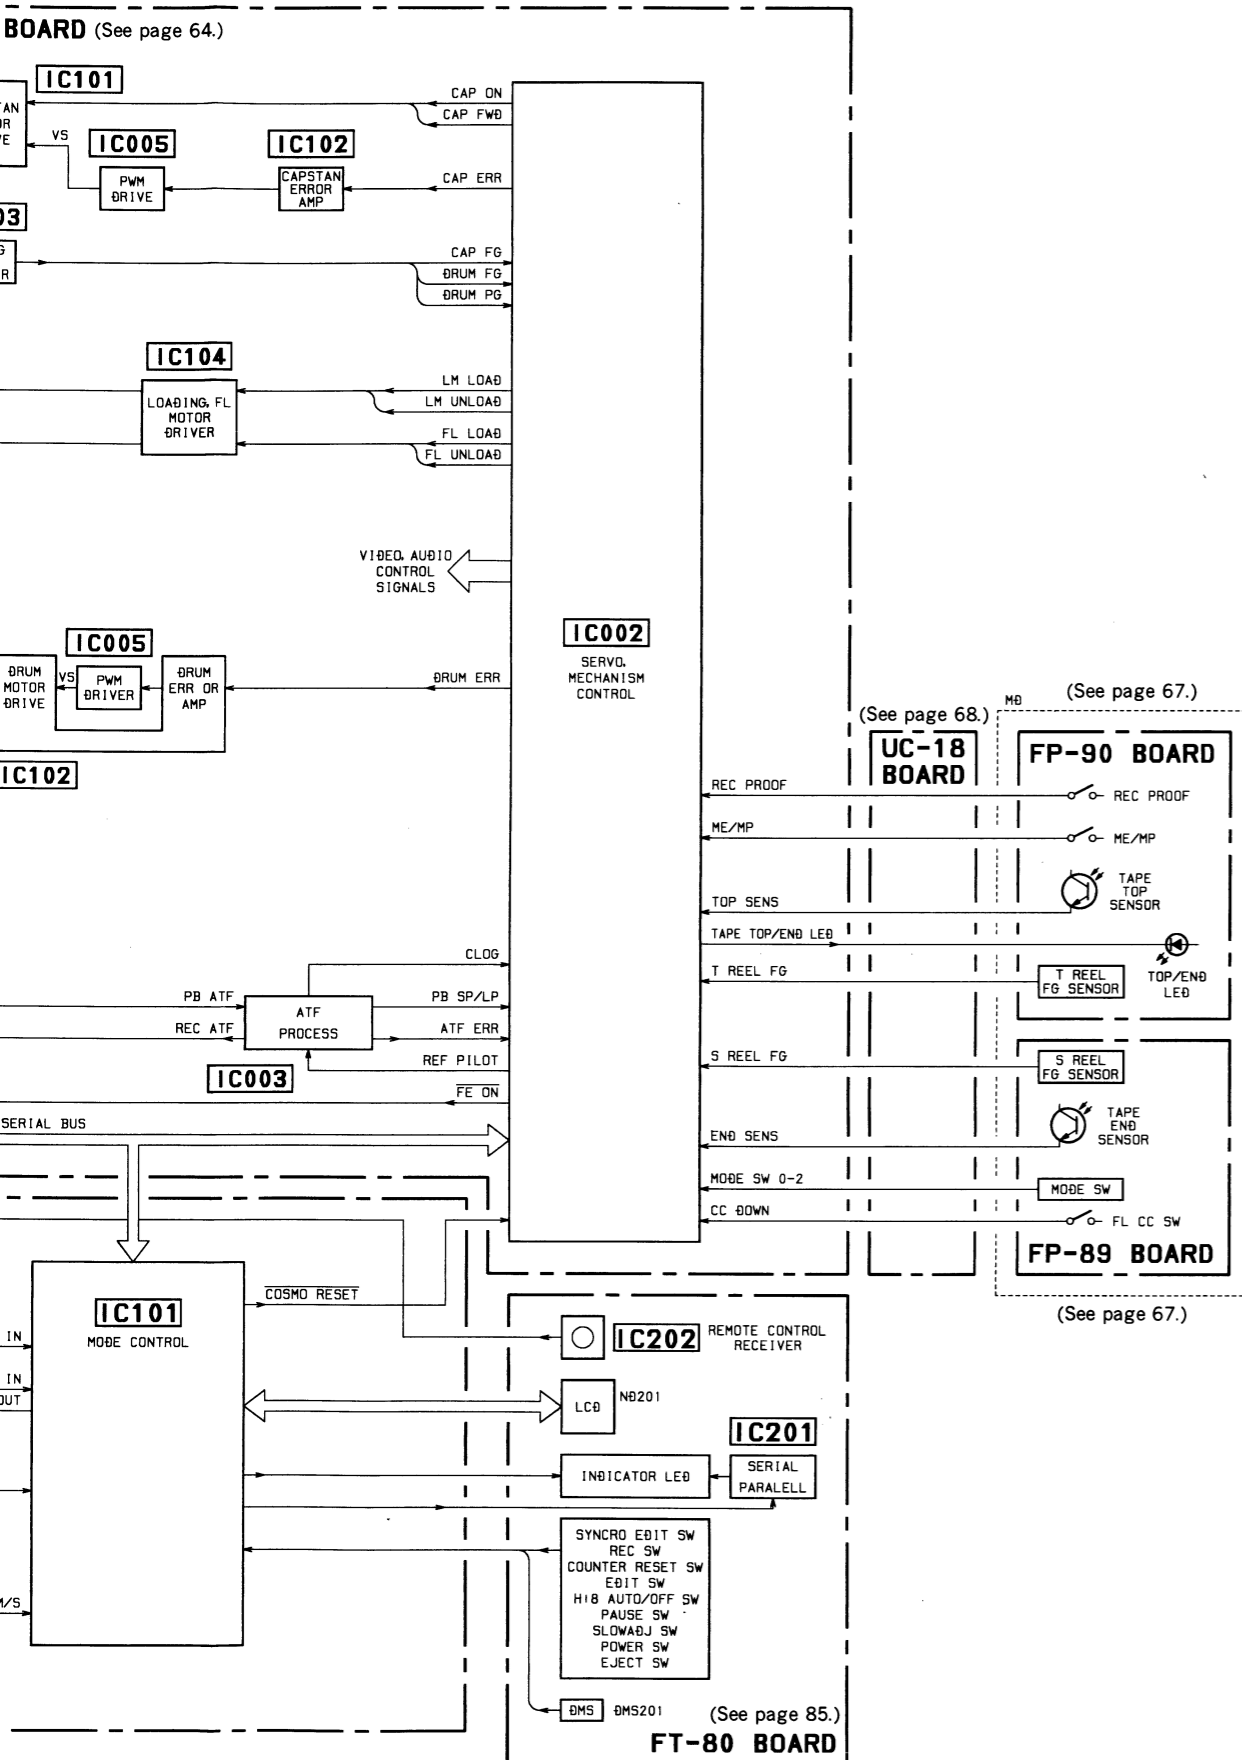 BOARD (See page 64.)
IC101
CAP ON
CAP FWD
VS
IC005
IC102
PWM
DRIVE
CAPSTAN
ERROR
AMP
CAP ERR
CAP FG
DRUM FG
DRUM PG
IC104
LOADING, FL
MOTOR
DRIVER
LM LOAD
LM UNLOAD
FL LOAD
FL UNLOAD
VIDEO, AUDIO
CONTROL
SIGNALS
IC002
SERVO,
MECHANISM
CONTROL
IC005
DRUM
MOTOR
DRIVE
VS
PWM
DRIVER
DRUM
ERR OR
AMP
DRUM ERR
IC102
(See page 68.)
UC-18
BOARD
MD
(See page 67.)
FP-90 BOARD
REC PROOF
REC PROOF
ME/MP
ME/MP
TOP SENS
TAPE
TOP
SENSOR
TAPE TOP/END LED
TOP/END
LED
T REEL FG
T REEL
FG SENSOR
CLOG
PB ATF
REC ATF
ATF
PROCESS
PB SP/LP
ATF ERR
REF PILOT
IC003
FE ON
SERIAL BUS
S REEL FG
S REEL
FG SENSOR
END SENS
TAPE
END
SENSOR
MODE SW 0-2
MODE SW
CC DOWN
FL CC SW
FP-89 BOARD
(See page 67.)
IC101
MODE CONTROL
COSMO RESET
IN
IN
OUT
M/S
IC202
REMOTE CONTROL
RECEIVER
LCD
ND201
IC201
INDICATOR LED
SERIAL
PARALELL
SYNCRO EDIT SW
REC SW
COUNTER RESET SW
EDIT SW
Hi8 AUTO/OFF SW
PAUSE SW
SLOWADJ SW
POWER SW
EJECT SW
DMS
DMS201
(See page 85.)
FT-80 BOARD